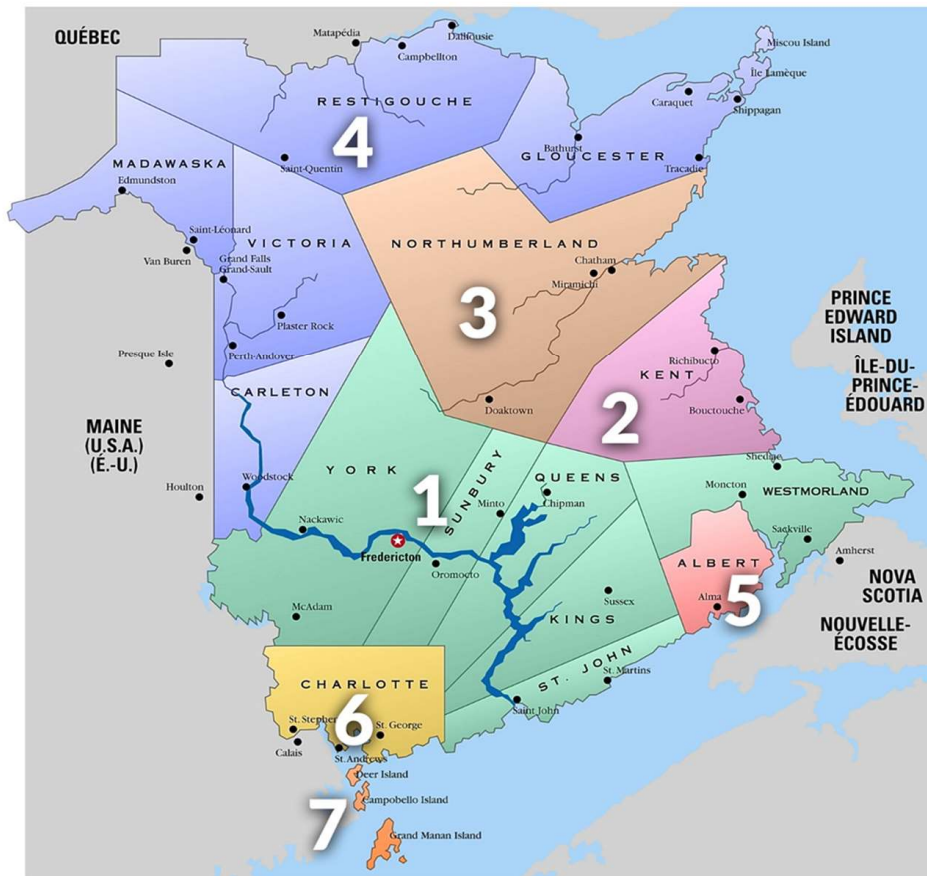 QUÉBEC
Matapédia
Dalhousie
Campbellton
Miscou Island
Île Lamèque
Caraquet
Shippagan
RESTIGOUCHE
4
Bathurst
GLOUCESTER
Saint-Quentin
Tracadie
MADAWASKA
Edmundston
Saint-Léonard
Van Buren
VICTORIA
Grand Falls
Grand-Sault
NORTHUMBERLAND
Chatham
Miramichi
3
Plaster Rock
Perth-Andover
Presque Isle
PRINCE
EDWARD
ISLAND
ÎLE-DU-
PRINCE-
ÉDOUARD
Richibucto
KENT
2
Bouctouche
CARLETON
Doaktown
MAINE
(U.S.A.)
(É.-U.)
YORK
1
SUNBURY
QUEENS
Shediac
Moncton
WESTMORLAND
Woodstock
Houlton
Nackawic
Minto
Chipman
Sackville
Amherst
Fredericton
Oromocto
ALBERT
5
Alma
NOVA
SCOTIA
NOUVELLE-
ÉCOSSE
McAdam
Sussex
KINGS
ST. JOHN
St. Martins
Saint John
CHARLOTTE
6
St. Stephen
St. George
Calais
St. Andrews
Deer Island
7
Campobello Island
Grand Manan Island